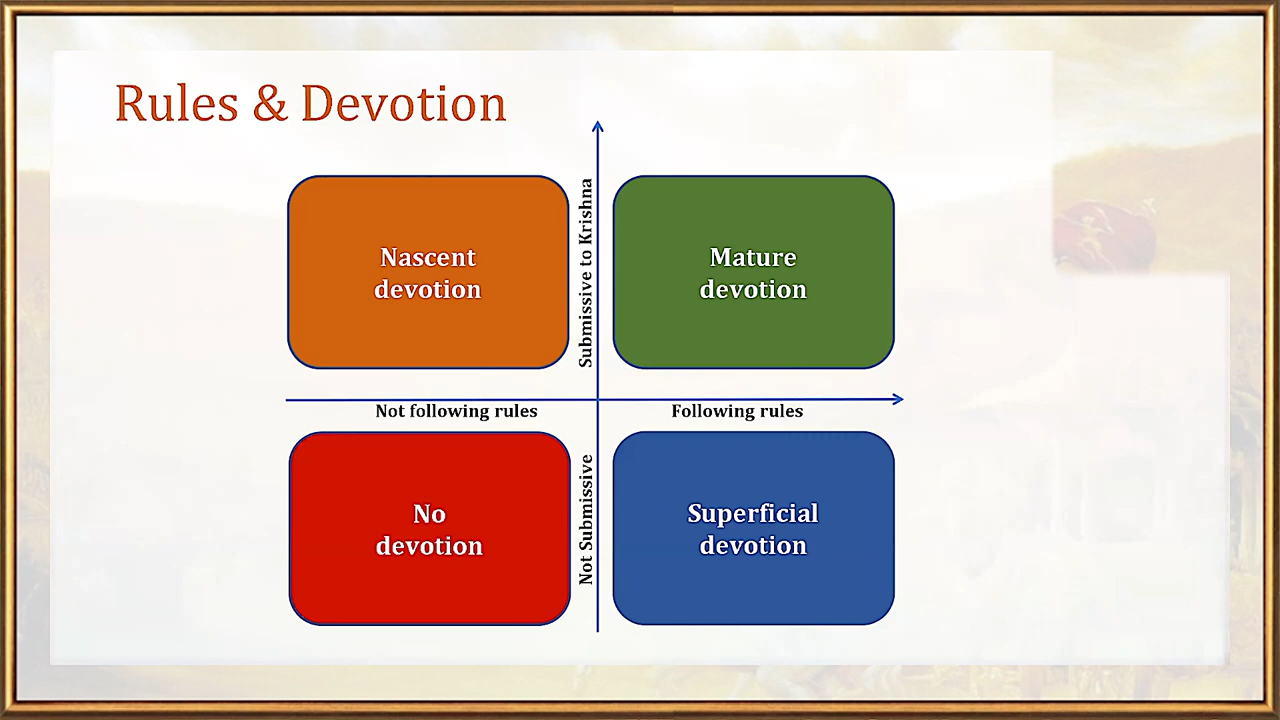 Rules & Devotion
Submissive to Krishna
Nascent
devotion
Mature
devotion
Not following rules
Following rules
Not Submissive
No
devotion
Superficial
devotion